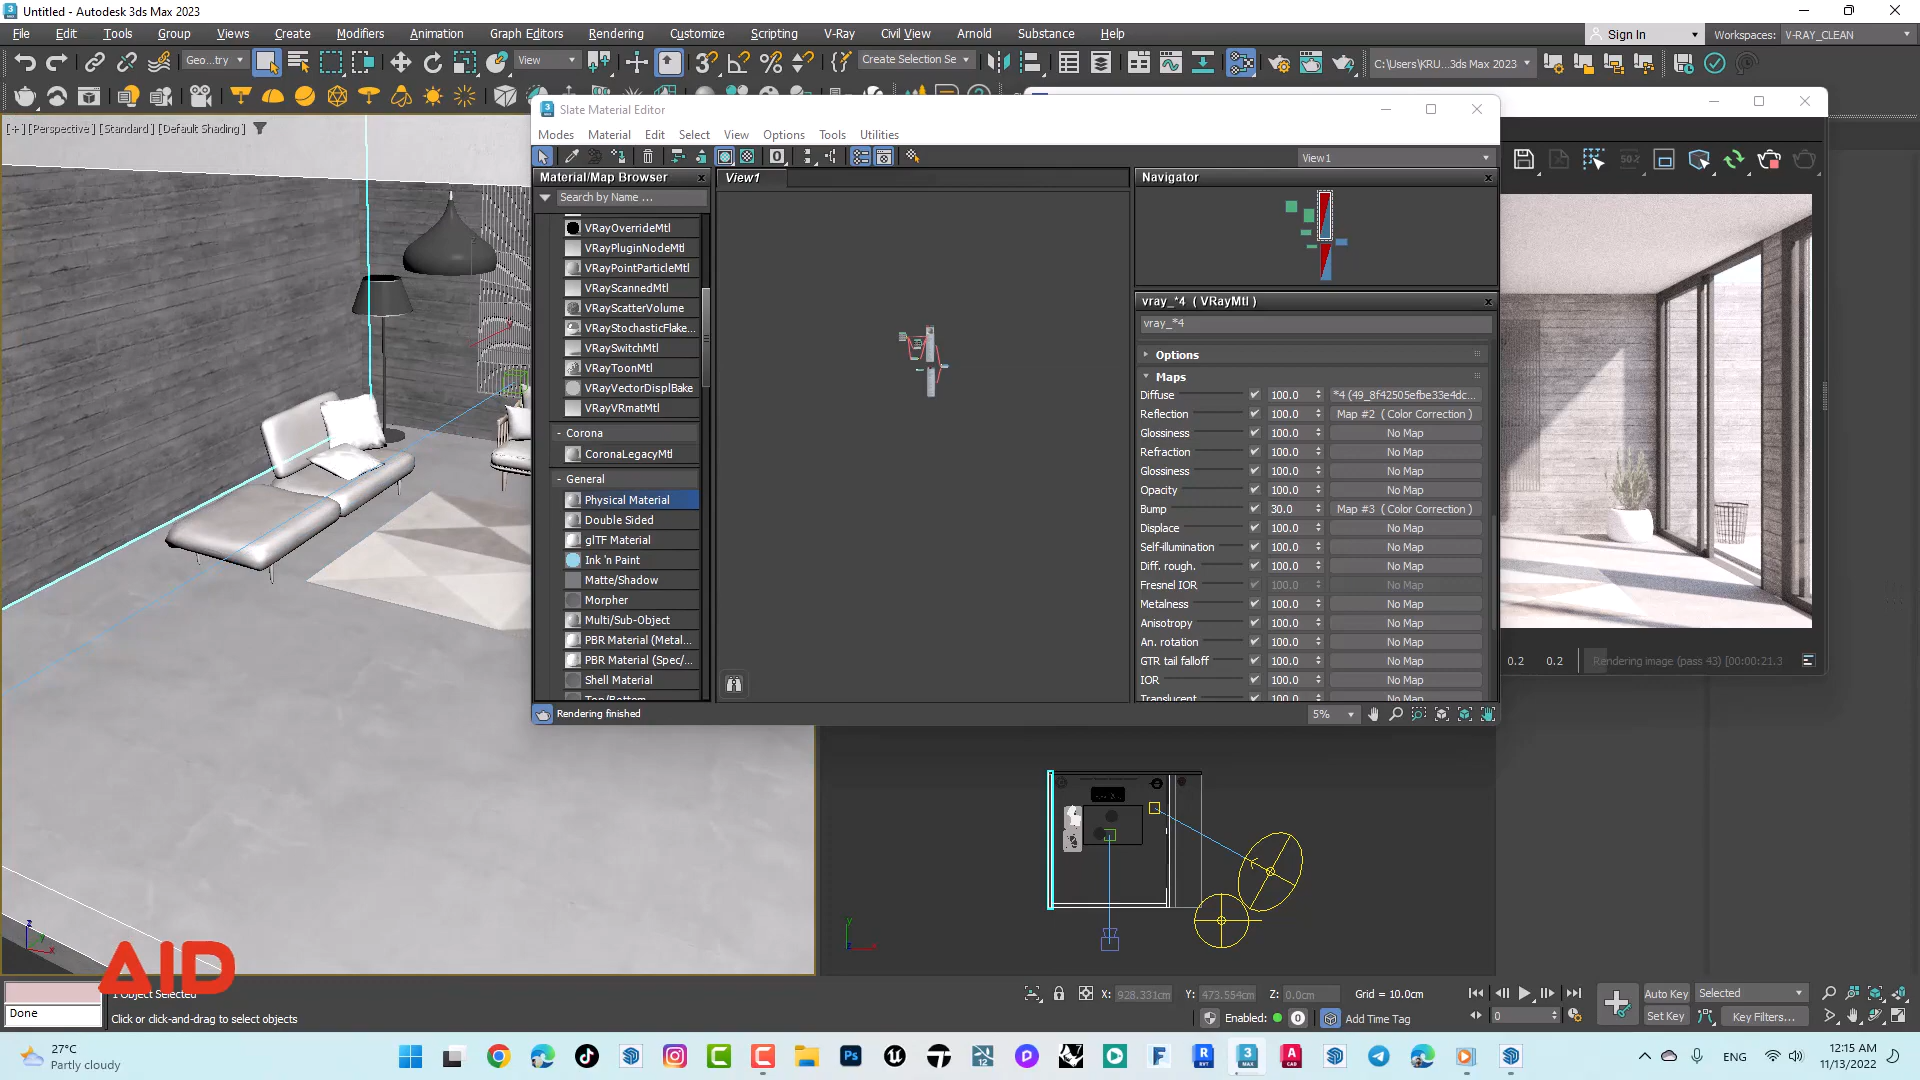 Untitled - Autodesk 3ds Max 2023
File Edit Tools Group Views Create Modifiers Animation Graph Editors Rendering Customize Scripting Civil View V-Ray Arnold Substance Help
Sign In
Workspaces: V-RAY_CLEAN
Geo...try
View
Create Selection Se
C:\Users\KRU...3ds Max 2023
[+] [Perspective] [Standard] [Default Shading]
Slate Material Editor
Modes Material Edit Select View Options Tools Utilities
View1
Material/Map Browser
Search by Name ...
VRayOverrideMtl
VRayPluginNodeMtl
VRayPointParticleMtl
VRayScannedMtl
VRayScatterVolume
VRayStochasticFlake...
VRaySwitchMtl
VRayToonMtl
VRayVectorDisplBake
VRayVRmatMtl
- Corona
CoronaLegacyMtl
- General
Physical Material
Double Sided
glTF Material
Ink 'n Paint
Matte/Shadow
Morpher
Multi/Sub-Object
PBR Material (Metal...
PBR Material (Spec/...
Shell Material
Top/Bottom
Rendering finished
View1
Navigator
vray_*4 ( VRayMtl )
vray_*4
Options
Maps
Diffuse 100.0 *4 (49_8f42505efbe33e4dc...
Reflection 100.0 Map #2 ( Color Correction )
Glossiness 100.0 No Map
Refraction 100.0 No Map
Glossiness 100.0 No Map
Opacity 100.0 No Map
Bump 30.0 Map #3 ( Color Correction )
Displace 100.0 No Map
Self-illumination 100.0 No Map
Diff. rough. 100.0 No Map
Fresnel IOR 100.0 No Map
Metalness 100.0 No Map
Anisotropy 100.0 No Map
An. rotation 100.0 No Map
GTR tail falloff 100.0 No Map
IOR 100.0 No Map
Translucent 100.0 No Map
5%
0.2 0.2 Rendering image (pass 43) [00:00:21.3
AID
1 Object Selected
Done
Click or click-and-drag to select objects
X: 928.331cm Y: 473.554cm Z: 0.0cm Grid = 10.0cm
Enabled: 0 Add Time Tag
0
Auto Key Selected
Set Key Key Filters...
27°C
Partly cloudy
ENG
12:15 AM
11/13/2022